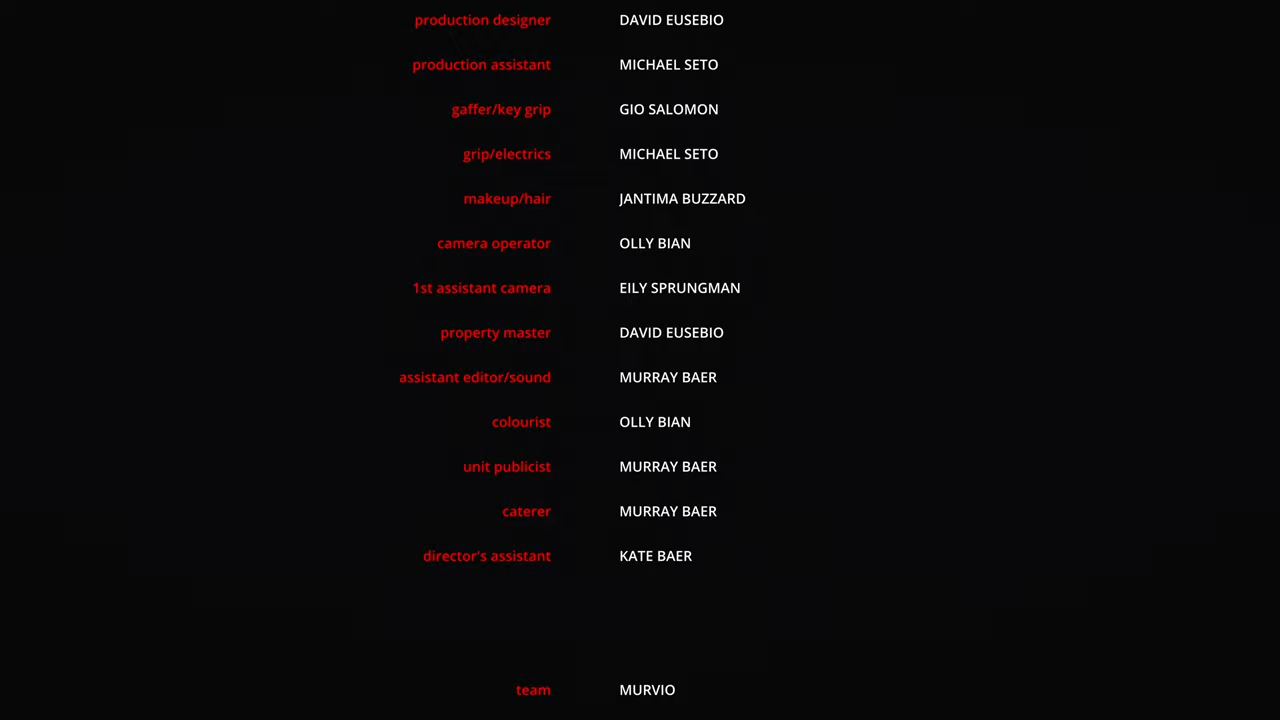 production designer DAVID EUSEBIO
production assistant MICHAEL SETO
gaffer/key grip GIO SALOMON
grip/electrics MICHAEL SETO
makeup/hair JANTIMA BUZZARD
camera operator OLLY BIAN
1st assistant camera EILY SPRUNGMAN
property master DAVID EUSEBIO
assistant editor/sound MURRAY BAER
colourist OLLY BIAN
unit publicist MURRAY BAER
caterer MURRAY BAER
director's assistant KATE BAER
team MURVIO